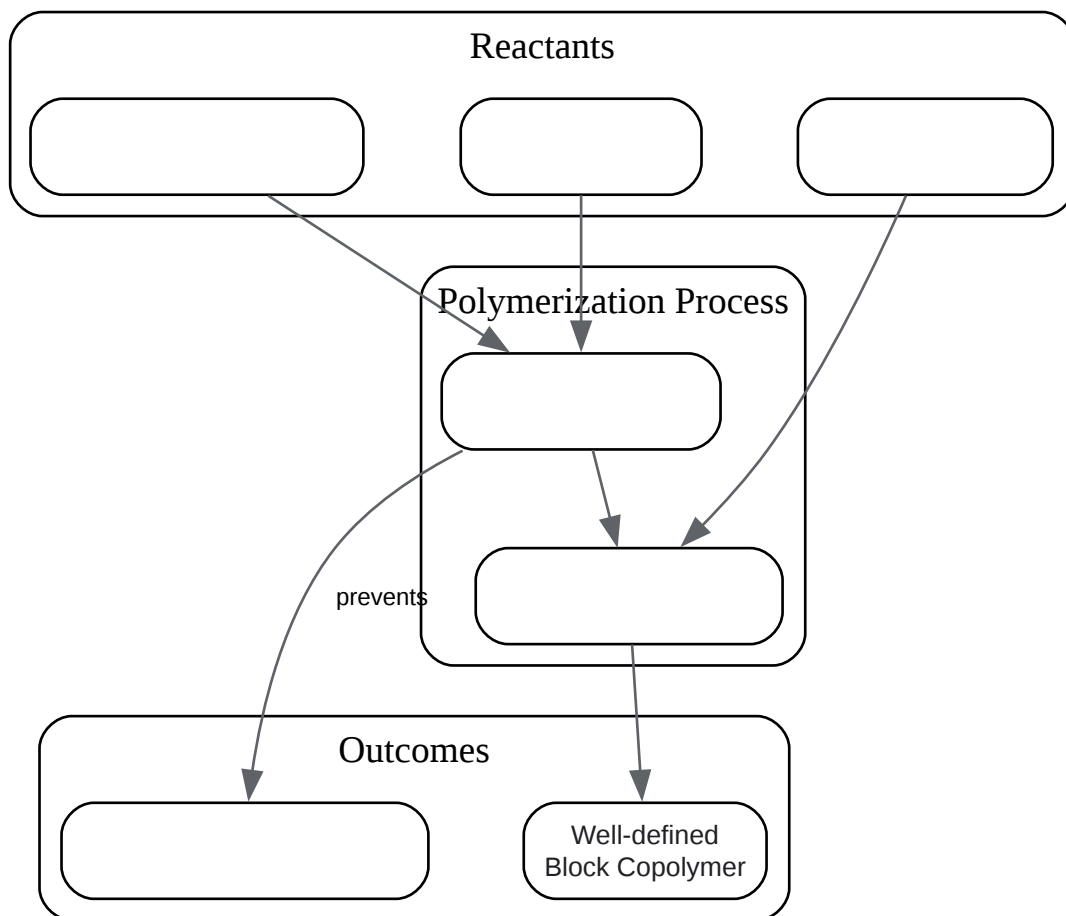 Reactants
Polymerization Process
prevents
Outcomes
Well-defined
Block Copolymer